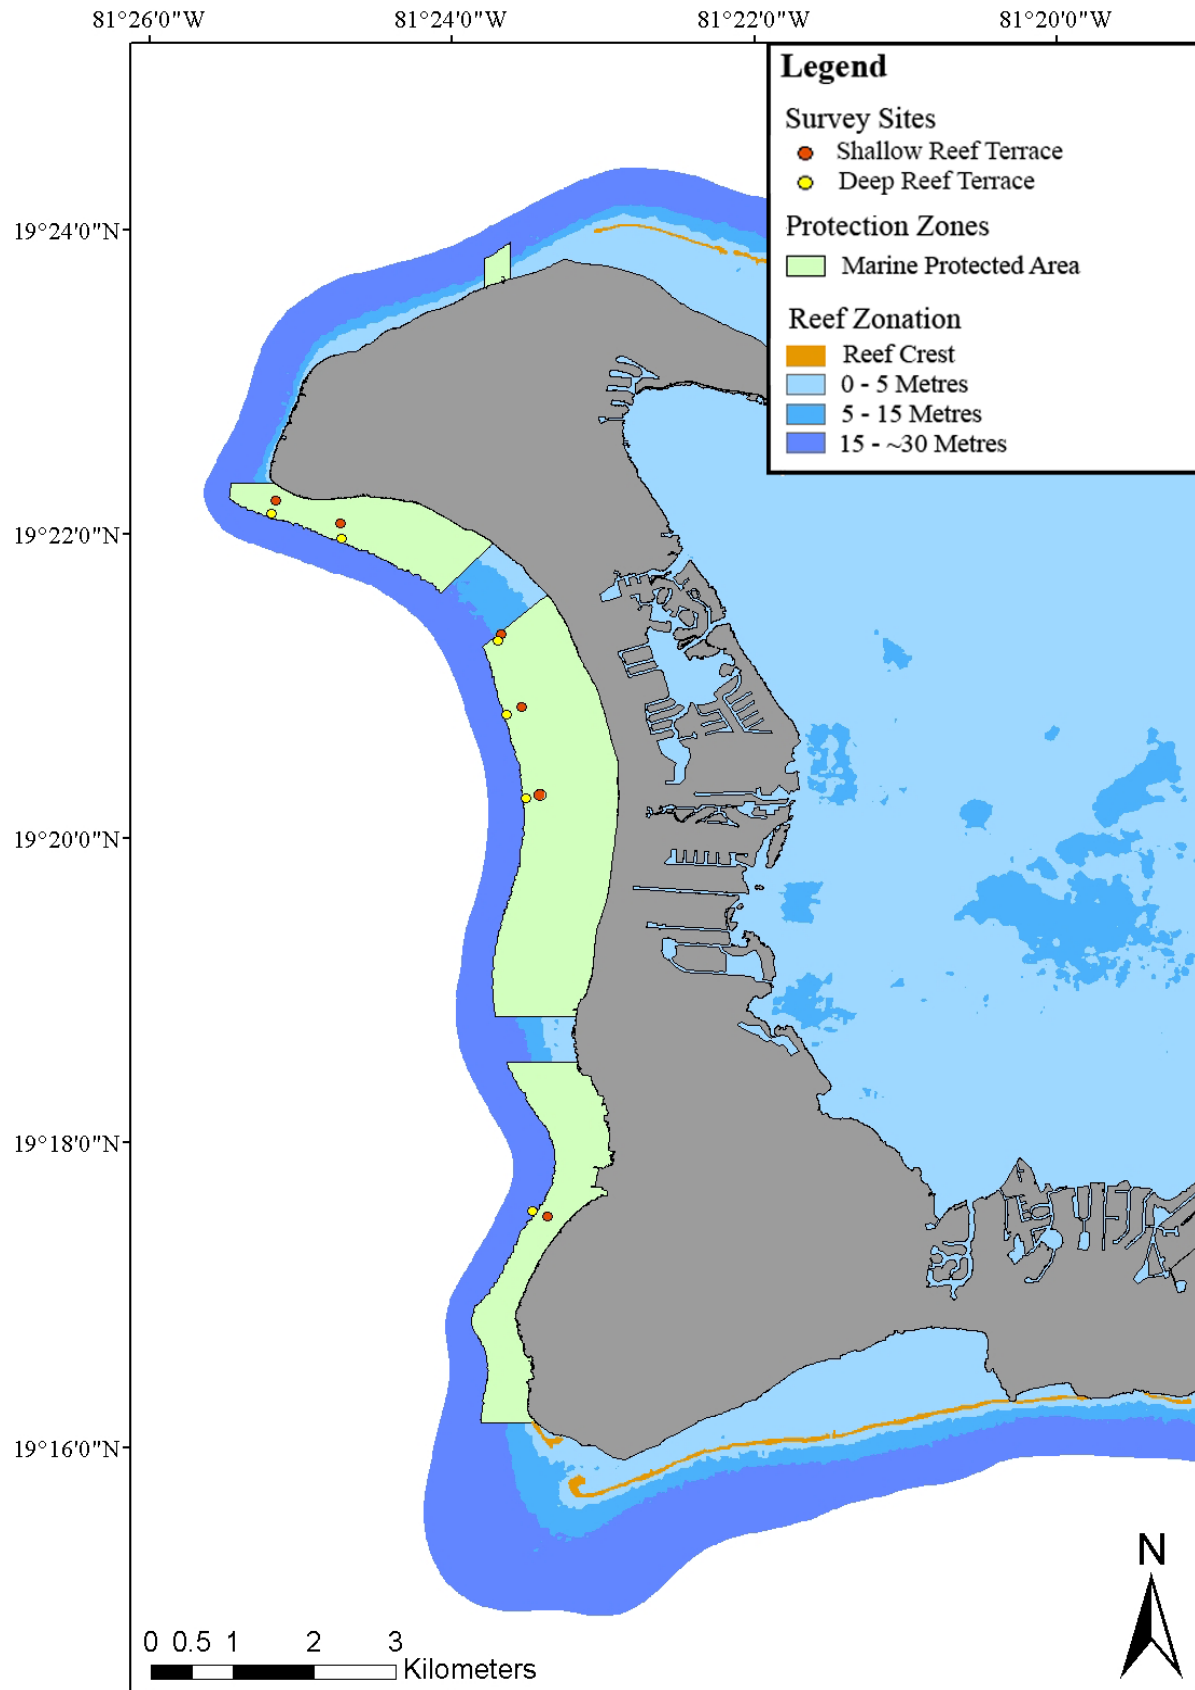 81°26'0"W 81°24'0"W 81°22'0"W 81°20'0"W
Legend
Survey Sites
Shallow Reef Terrace
Deep Reef Terrace
Protection Zones
Marine Protected Area
Reef Zonation
Reef Crest
0 - 5 Metres
5 - 15 Metres
15 - ~30 Metres
19°24'0"N
19°22'0"N
19°20'0"N
19°18'0"N
19°16'0"N
N
0 0.5 1 2 3
Kilometers